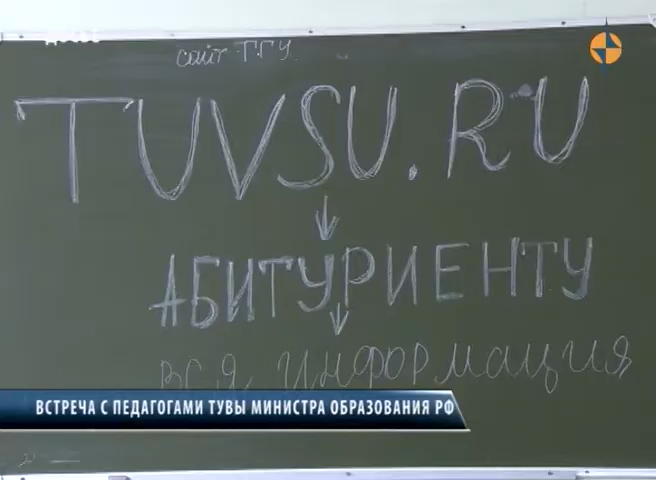 сайт ТГУ
TUVSU.RU
АБИТУРИЕНТУ
ВСЯ ИНФОРМАЦИЯ
ВСТРЕЧА С ПЕДАГОГАМИ ТУВЫ МИНИСТРА ОБРАЗОВАНИЯ РФ